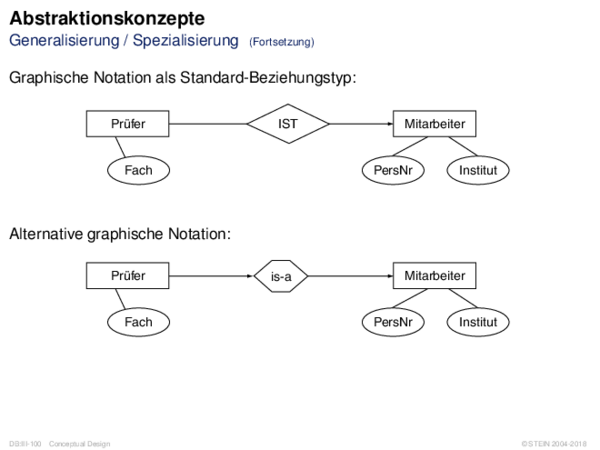 Abstraktionskonzepte
Generalisierung / Spezialisierung (Fortsetzung)
Graphische Notation als Standard-Beziehungstyp:
Prüfer IST Mitarbeiter
Fach PersNr Institut
Alternative graphische Notation:
Prüfer is-a Mitarbeiter
Fach PersNr Institut
DB:III-100 Conceptual Design ©STEIN 2004-2018